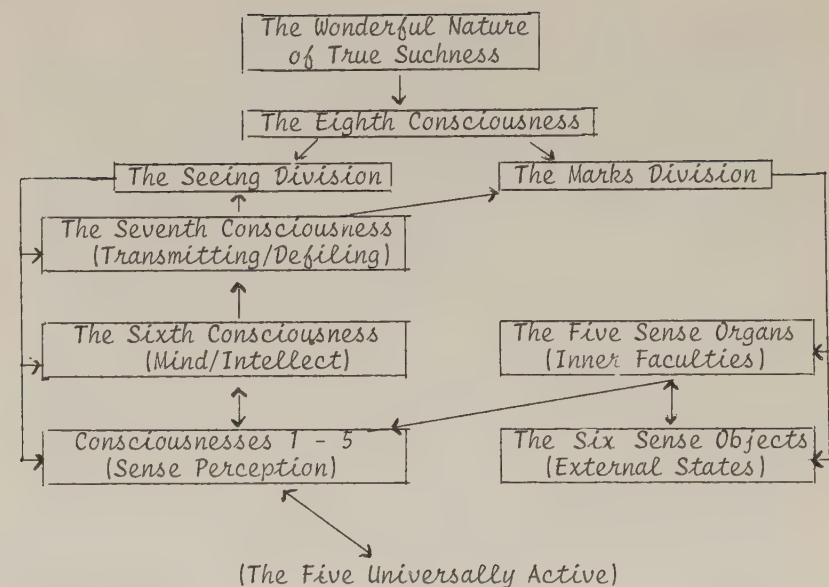 The Wonderful Nature
of True Suchness
The Eighth Consciousness
The Seeing Division
The Marks Division
The Seventh Consciousness
(Transmitting/Defiling)
The Sixth Consciousness
(Mind/Intellect)
The Five Sense Organs
(Inner Faculties)
Consciousnesses 1 - 5
(Sense Perception)
The Six Sense Objects
(External States)
(The Five Universally Active)